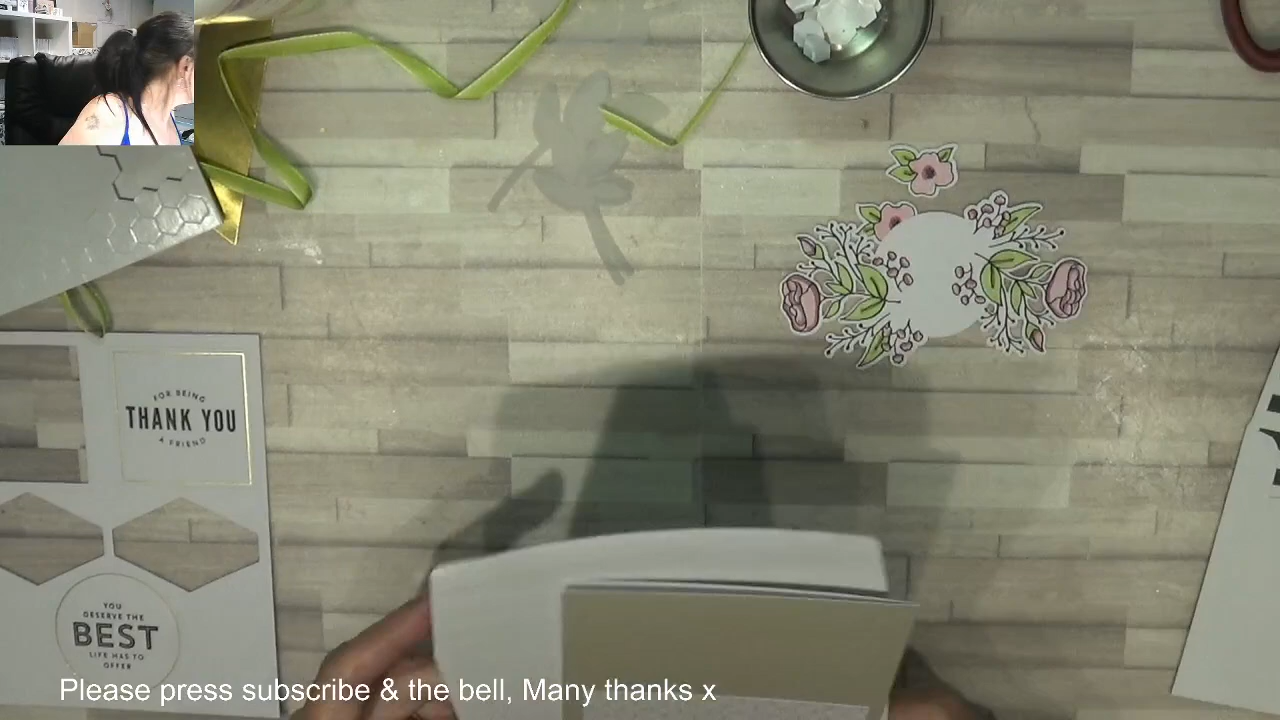 FOR BEING
THANK YOU
A FRIEND
YOU
DESERVE THE
BEST
LIFE HAS TO
OFFER
Please press subscribe & the bell, Many thanks x